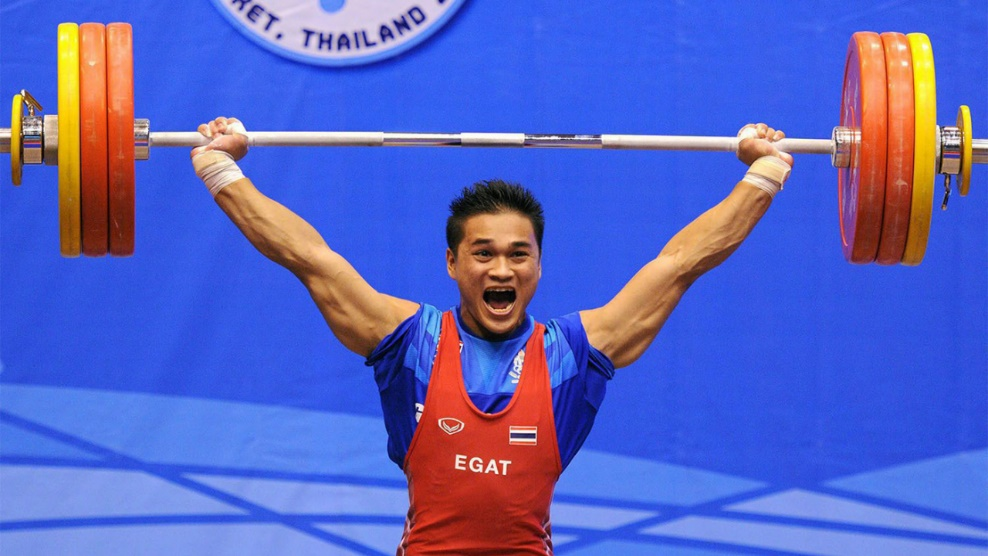 KET, THAILAND
EGAT